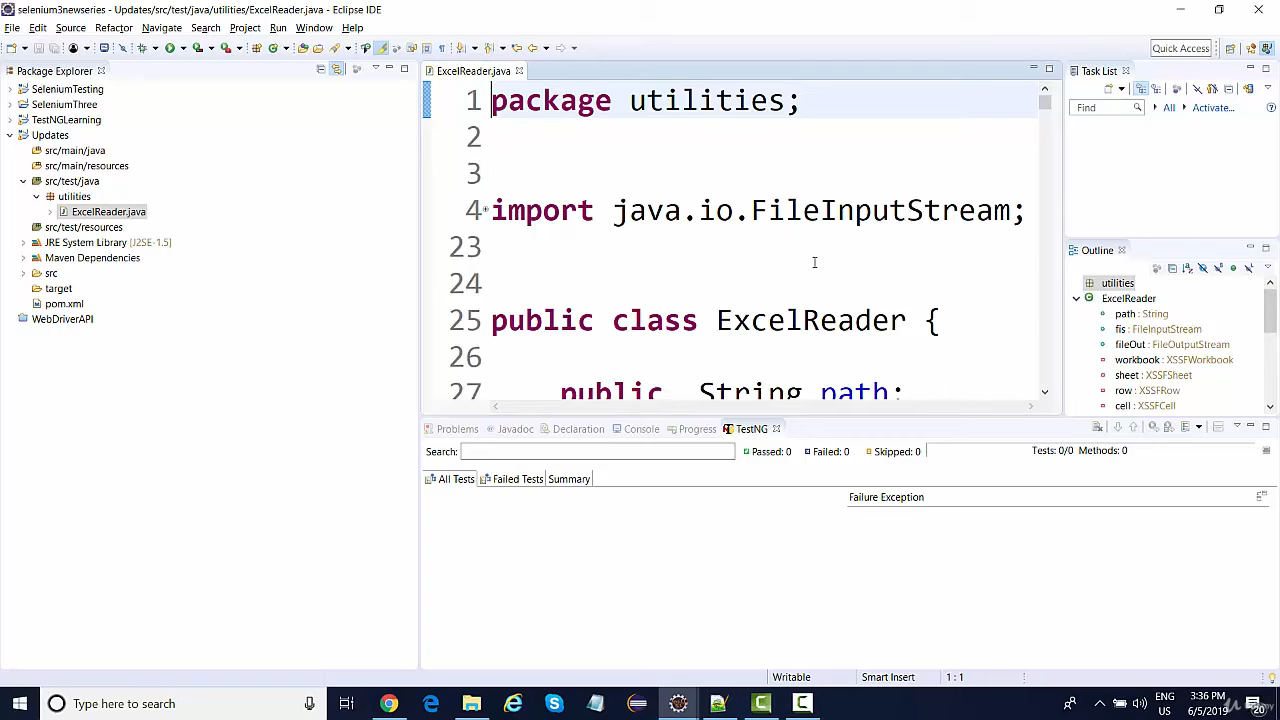 selenium3newseries - Updates/src/test/java/utilities/ExcelReader.java - Eclipse IDE
File Edit Source Refactor Navigate Search Project Run Window Help
Quick Access
Package Explorer
SeleniumTesting
SeleniumThree
TestNGLearning
Updates
src/main/java
src/main/resources
src/test/java
utilities
ExcelReader.java
src/test/resources
JRE System Library [J2SE-1.5]
Maven Dependencies
src
target
pom.xml
WebDriverAPI
ExcelReader.java
1 package utilities;
2
3
4 import java.io.FileInputStream;
23
24
25 public class ExcelReader {
26
27 public String path;
Task List
Find All Activate...
Outline
utilities
ExcelReader
path : String
fis : FileInputStream
fileOut : FileOutputStream
workbook : XSSFWorkbook
sheet : XSSFSheet
row : XSSFRow
cell : XSSFCell
Problems Javadoc Declaration Console Progress TestNG
Search: Passed: 0 Failed: 0 Skipped: 0 Tests: 0/0 Methods: 0
All Tests Failed Tests Summary
Failure Exception
Writable Smart Insert 1 : 1
Type here to search
ENG
US
3:36 PM
6/5/2019
20